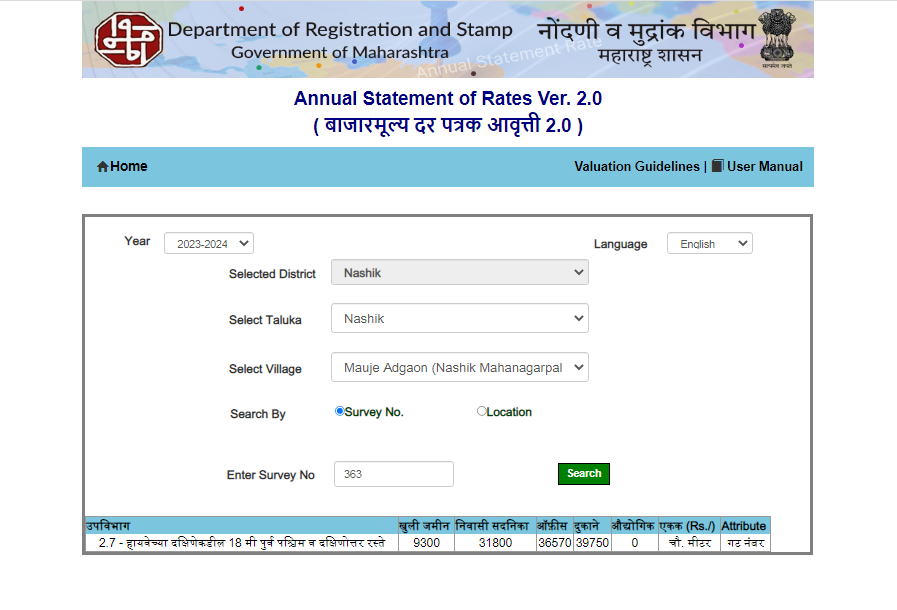 Department of Registration and Stamp
Government of Maharashtra
नोंदणी व मुद्रांक विभाग
महाराष्ट्र शासन
Annual Statement Rate
Annual Statement of Rates Ver. 2.0
( बाजारमूल्य दर पत्रक आवृत्ती 2.0 )
Home Valuation Guidelines | User Manual
Year 2023-2024 Language English
Selected District Nashik
Select Taluka Nashik
Select Village Mauje Adgaon (Nashik Mahanagarpal
Search By Survey No. Location
Enter Survey No 363 Search
उपविभाग खुली जमीन निवासी सदनिका ऑफ़ीस दुकाने औद्योगिक एकक (Rs./) Attribute
2.7 - हायवेच्या दक्षिणेकडील 18 मी पुर्व पश्चिम व दक्षिणोत्तर रस्ते 9300 31800 36570 39750 0 चौ. मीटर गट नंबर